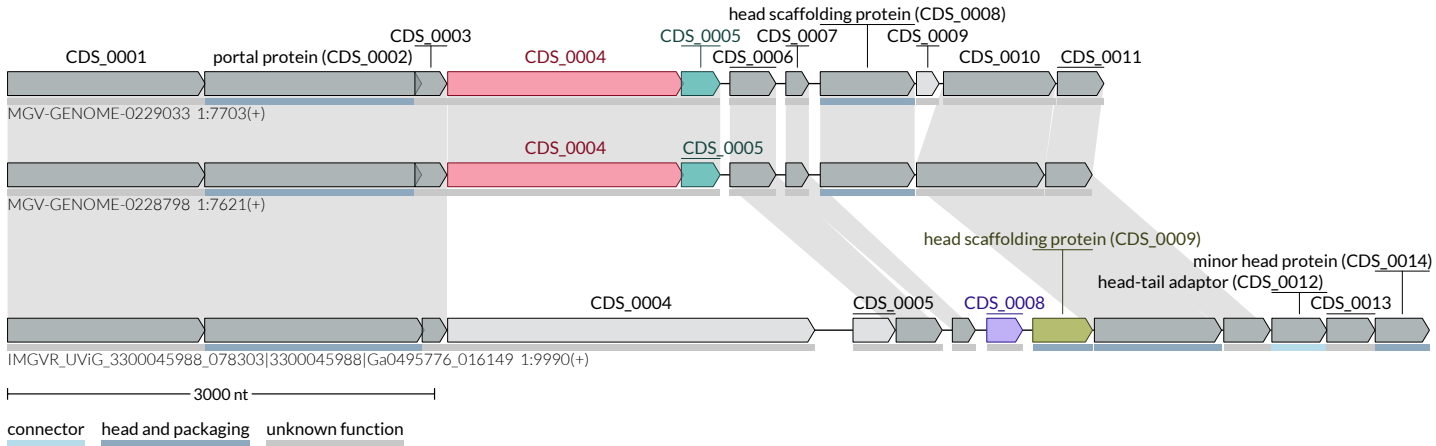 head scaffolding protein (CDS_0008)
CDS_0003 CDS_0005 CDS_0007 CDS_0009
CDS_0001 portal protein (CDS_0002) CDS_0004 CDS_0006 CDS_0010 CDS_0011
MGV-GENOME-0229033 1:7703(+)
CDS_0004 CDS_0005
MGV-GENOME-0228798 1:7621(+)
head scaffolding protein (CDS_0009)
minor head protein (CDS_0014)
head-tail adaptor (CDS_0012)
CDS_0004 CDS_0005 CDS_0008 CDS_0013
IMGVR_UViG_3300045988_078303|3300045988|Ga0495776_016149 1:9990(+)
3000 nt
connector head and packaging unknown function